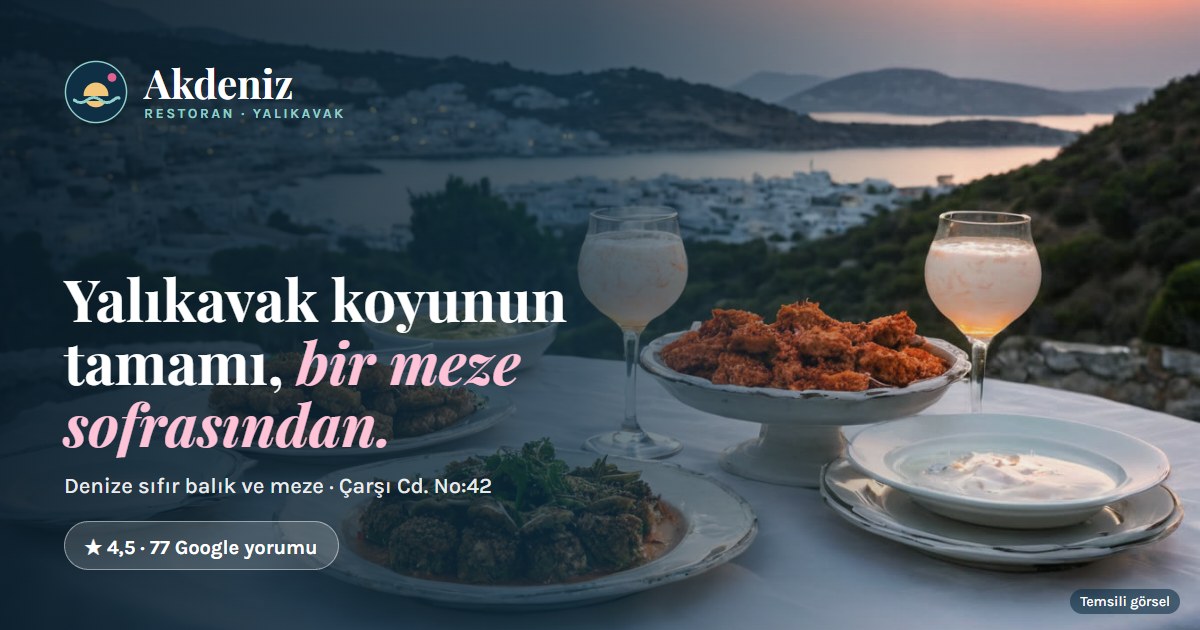 Akdeniz
RESTORAN · YALIKAVAK
Yalıkavak koyunun
tamamı, bir meze
sofrasından.
Denize sıfır balık ve meze · Çarşı Cd. No:42
★ 4,5 · 77 Google yorumu
Temsili görsel